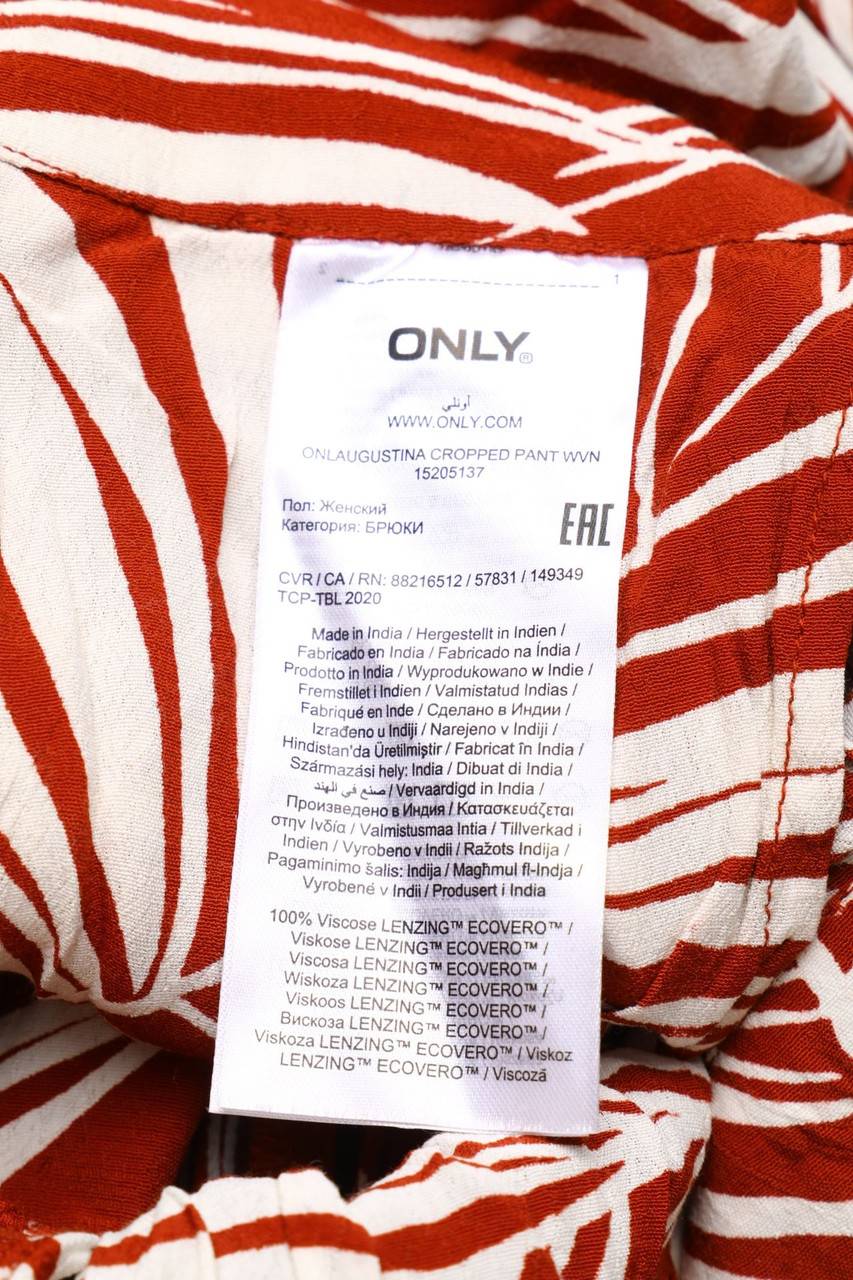 1
ONLY®
أونلي
WWW.ONLY.COM
ONLAUGUSTINA CROPPED PANT WVN
15205137
Пол: Женский
Категория: БРЮКИ
EAC
CVR / CA / RN: 88216512 / 57831 / 149349
TCP-TBL 2020
Made in India / Hergestellt in Indien /
Fabricado en India / Fabricado na Índia /
Prodotto in India / Wyprodukowano w Indie /
Fremstillet i Indien / Valmistatud Indias /
Fabriqué en Inde / Сделано в Индии /
Izrađeno u Indiji / Narejeno v Indiji /
Hindistan'da Üretilmiştir / Fabricat în India /
Származási hely: India / Dibuat di India /
صنع في الهند / Vervaardigd in India /
Произведено в Индия / Κατασκευάζεται
στην Ινδία / Valmistusmaa Intia / Tillverkad i
Indien / Vyrobeno v Indii / Ražots Indija /
Pagaminimo šalis: Indija / Magħmul fl-Indja /
Vyrobené v Indii / Produsert i India
100% Viscose LENZING™ ECOVERO™ /
Viskose LENZING™ ECOVERO™ /
Viscosa LENZING™ ECOVERO™ /
Wiskoza LENZING™ ECOVERO™ /
Viskoos LENZING™ ECOVERO™ /
Вискоза LENZING™ ECOVERO™ /
Viskoza LENZING™ ECOVERO™ / Viskoz
LENZING™ ECOVERO™ / Viscoză